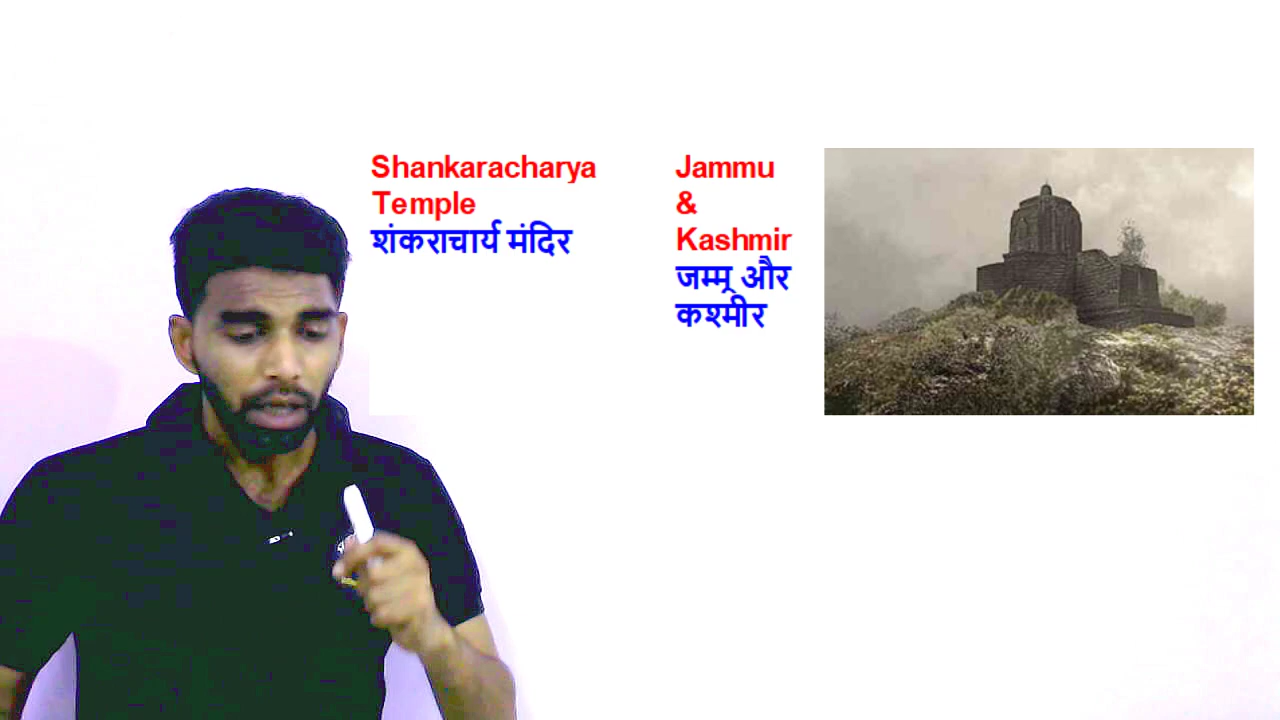 Shankaracharya
Temple
शंकराचार्य मंदिर
Jammu
&
Kashmir
जम्मू और
कश्मीर